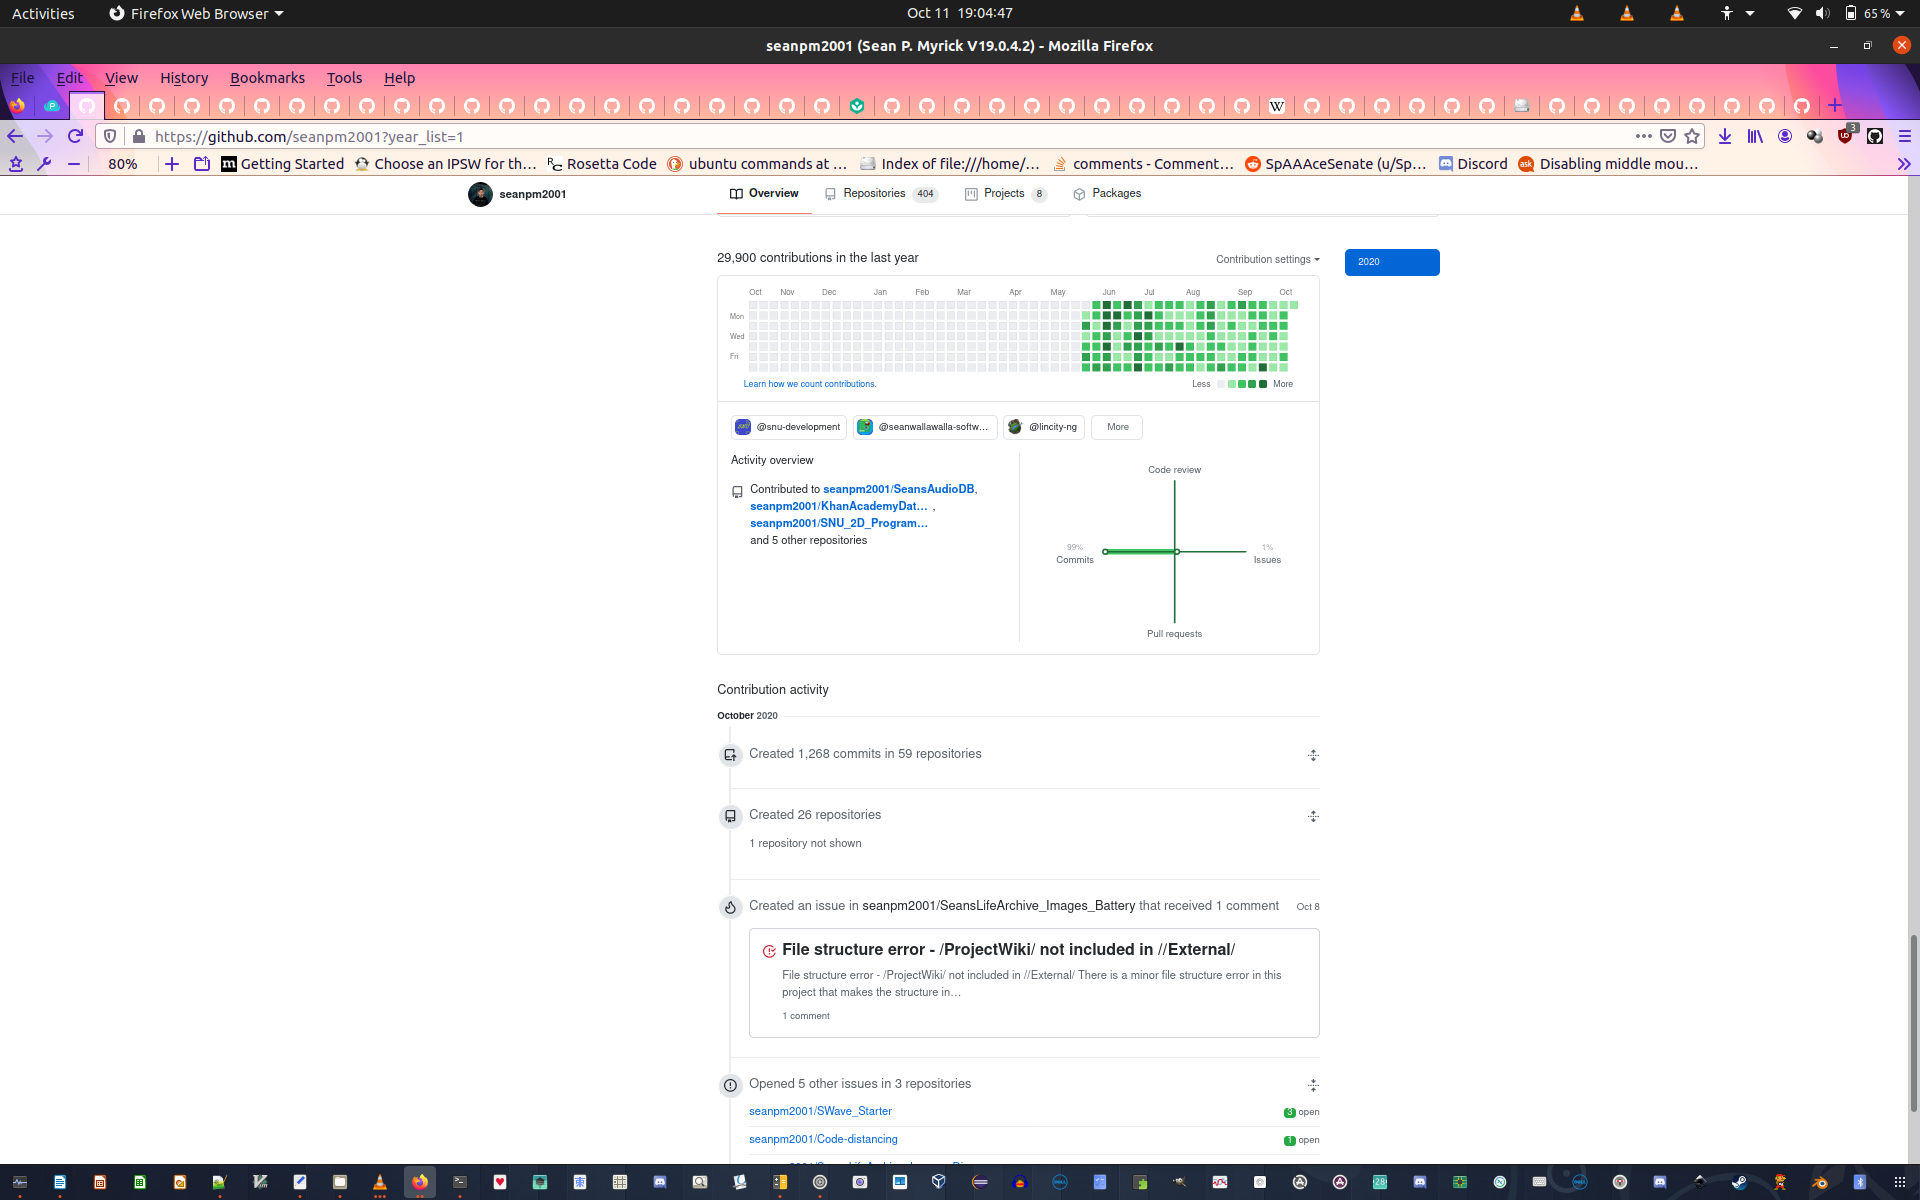 Activities
Firefox Web Browser
Oct 11 19:04:47
65 %
seanpm2001 (Sean P. Myrick V19.0.4.2) - Mozilla Firefox
File Edit View History Bookmarks Tools Help
https://github.com/seanpm2001?year_list=1
3
80%
Getting Started
Choose an IPSW for th…
Rosetta Code
ubuntu commands at …
Index of file:///home/…
comments - Comment…
SpAAAceSenate (u/Sp…
Discord
Disabling middle mou…
seanpm2001
Overview
Repositories 404
Projects 8
Packages
29,900 contributions in the last year
Contribution settings
2020
Oct Nov Dec Jan Feb Mar Apr May Jun Jul Aug Sep Oct
Mon
Wed
Fri
Learn how we count contributions.
Less More
@snu-development
@seanwallawalla-softw…
@lincity-ng
More
Activity overview
Contributed to seanpm2001/SeansAudioDB,
seanpm2001/KhanAcademyDat… ,
seanpm2001/SNU_2D_Program…
and 5 other repositories
Code review
99%
Commits
1%
Issues
Pull requests
Contribution activity
October 2020
Created 1,268 commits in 59 repositories
Created 26 repositories
1 repository not shown
Created an issue in seanpm2001/SeansLifeArchive_Images_Battery that received 1 comment
Oct 8
File structure error - /ProjectWiki/ not included in //External/
File structure error - /ProjectWiki/ not included in //External/ There is a minor file structure error in this
project that makes the structure in…
1 comment
Opened 5 other issues in 3 repositories
seanpm2001/SWave_Starter
3 open
seanpm2001/Code-distancing
1 open